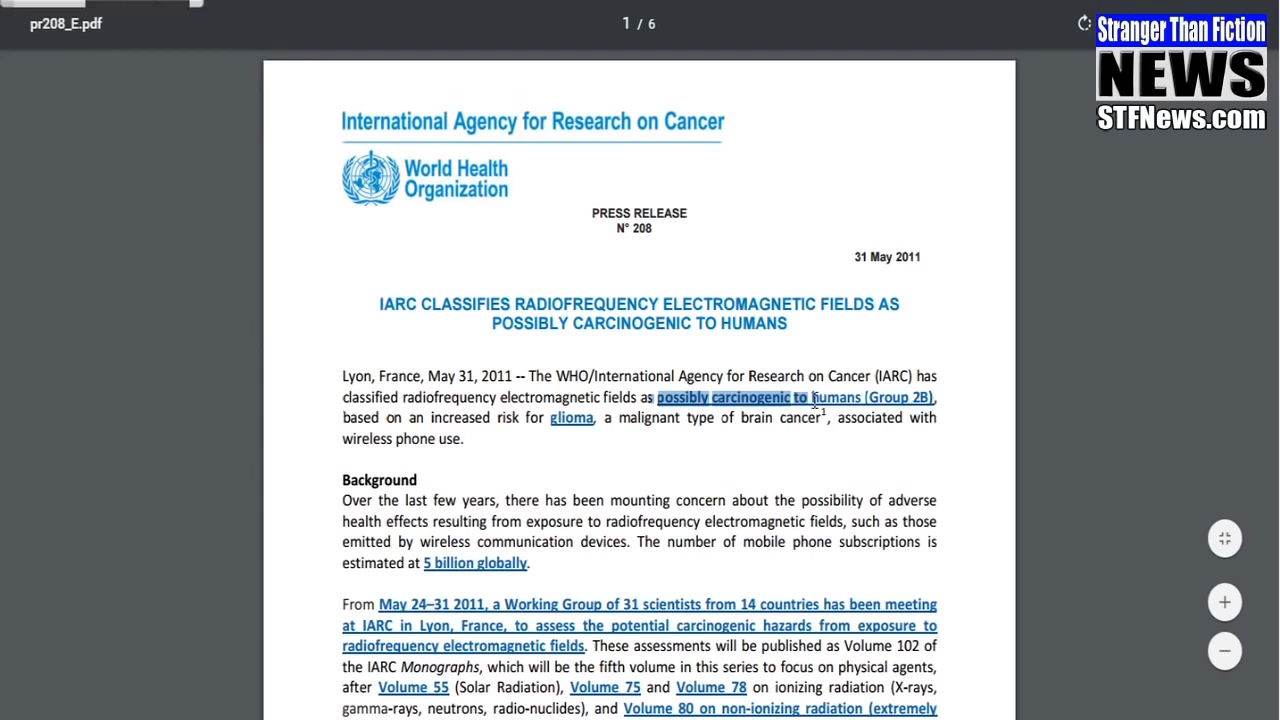 pr208_E.pdf
1 / 6
Stranger Than Fiction
NEWS
STFNews.com
International Agency for Research on Cancer
World Health
Organization
PRESS RELEASE
N° 208
31 May 2011
IARC CLASSIFIES RADIOFREQUENCY ELECTROMAGNETIC FIELDS AS
POSSIBLY CARCINOGENIC TO HUMANS
Lyon, France, May 31, 2011 -- The WHO/International Agency for Research on Cancer (IARC) has
classified radiofrequency electromagnetic fields as possibly carcinogenic to humans (Group 2B),
based on an increased risk for glioma, a malignant type of brain cancer1, associated with
wireless phone use.
Background
Over the last few years, there has been mounting concern about the possibility of adverse
health effects resulting from exposure to radiofrequency electromagnetic fields, such as those
emitted by wireless communication devices. The number of mobile phone subscriptions is
estimated at 5 billion globally.
From May 24–31 2011, a Working Group of 31 scientists from 14 countries has been meeting
at IARC in Lyon, France, to assess the potential carcinogenic hazards from exposure to
radiofrequency electromagnetic fields. These assessments will be published as Volume 102 of
the IARC Monographs, which will be the fifth volume in this series to focus on physical agents,
after Volume 55 (Solar Radiation), Volume 75 and Volume 78 on ionizing radiation (X-rays,
gamma-rays, neutrons, radio-nuclides), and Volume 80 on non-ionizing radiation (extremely